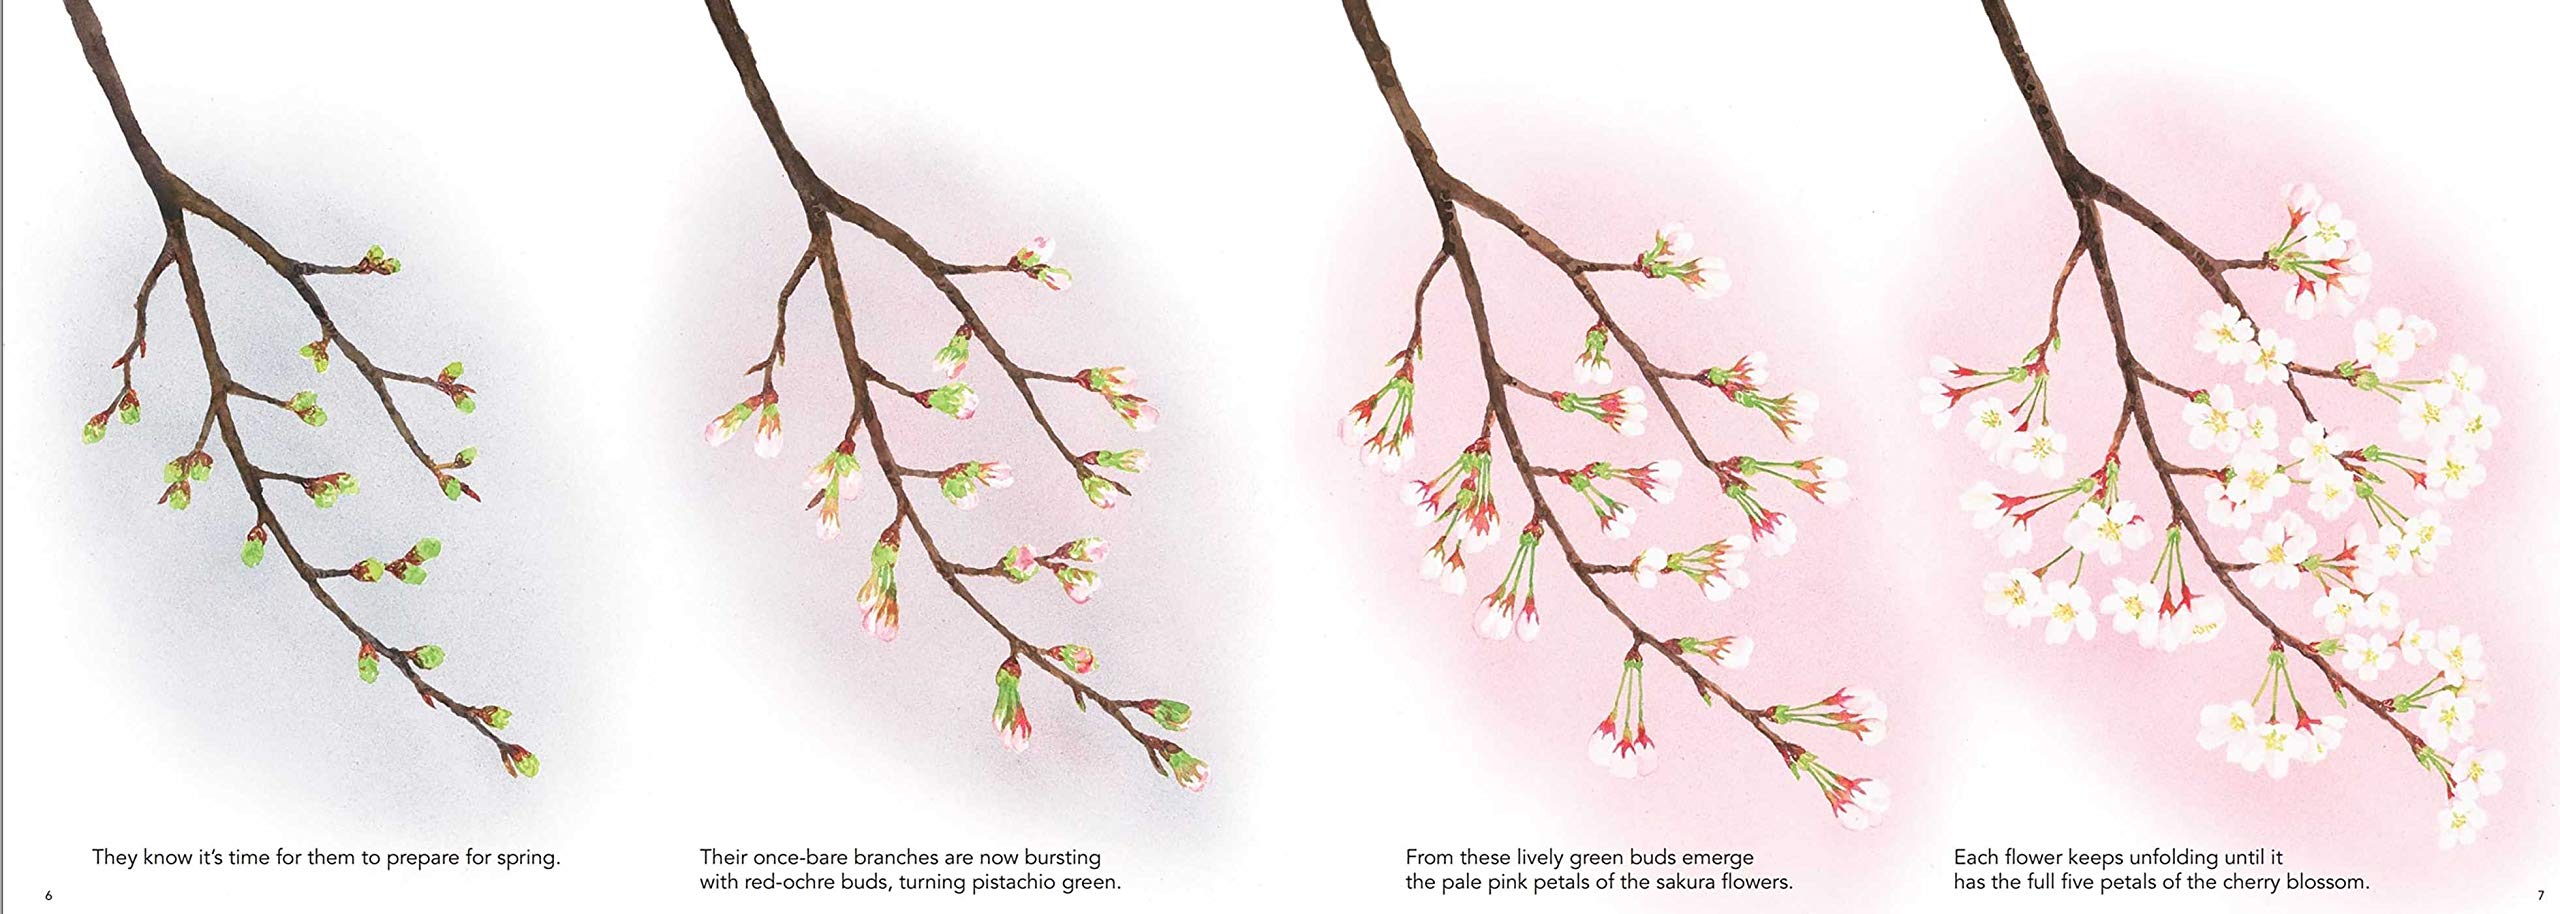 They know it’s time for them to prepare for spring.
Their once-bare branches are now bursting
with red-ochre buds, turning pistachio green.
From these lively green buds emerge
the pale pink petals of the sakura flowers.
Each flower keeps unfolding until it
has the full five petals of the cherry blossom.
6
7